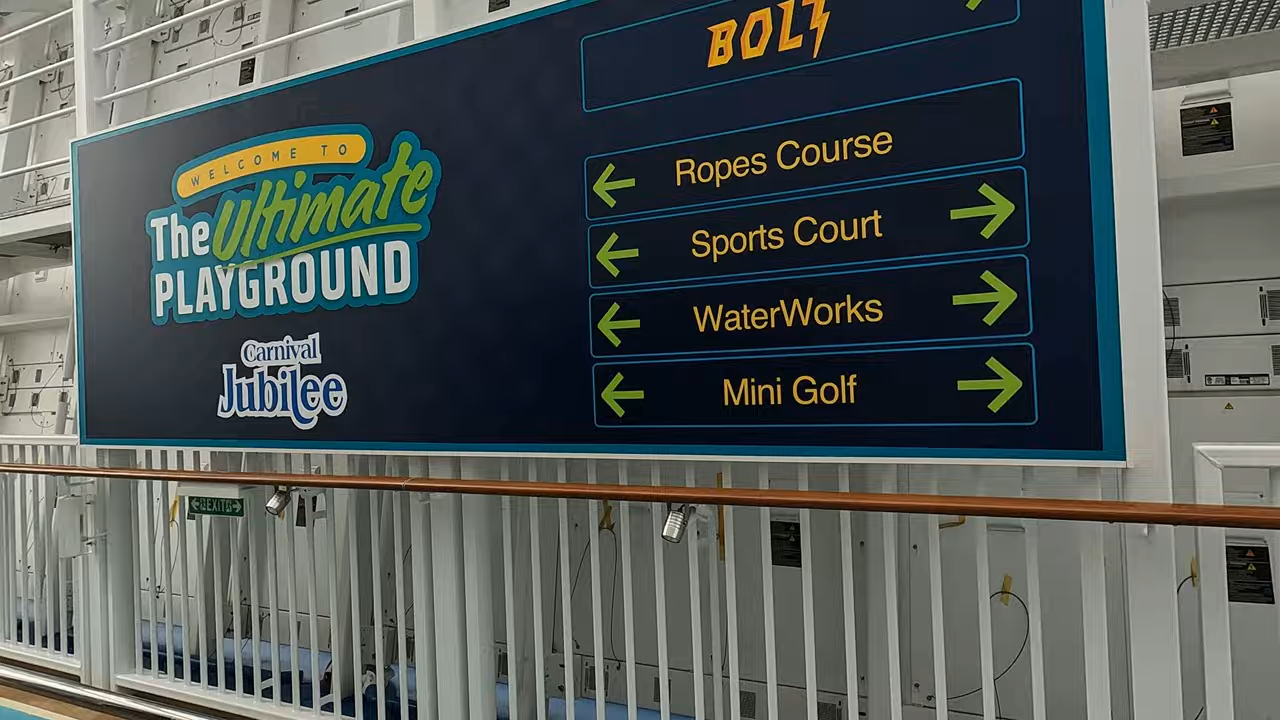 WELCOME TO
The Ultimate
PLAYGROUND
Carnival
Jubilee
BOLT
Ropes Course
Sports Court
WaterWorks
Mini Golf
EXIT